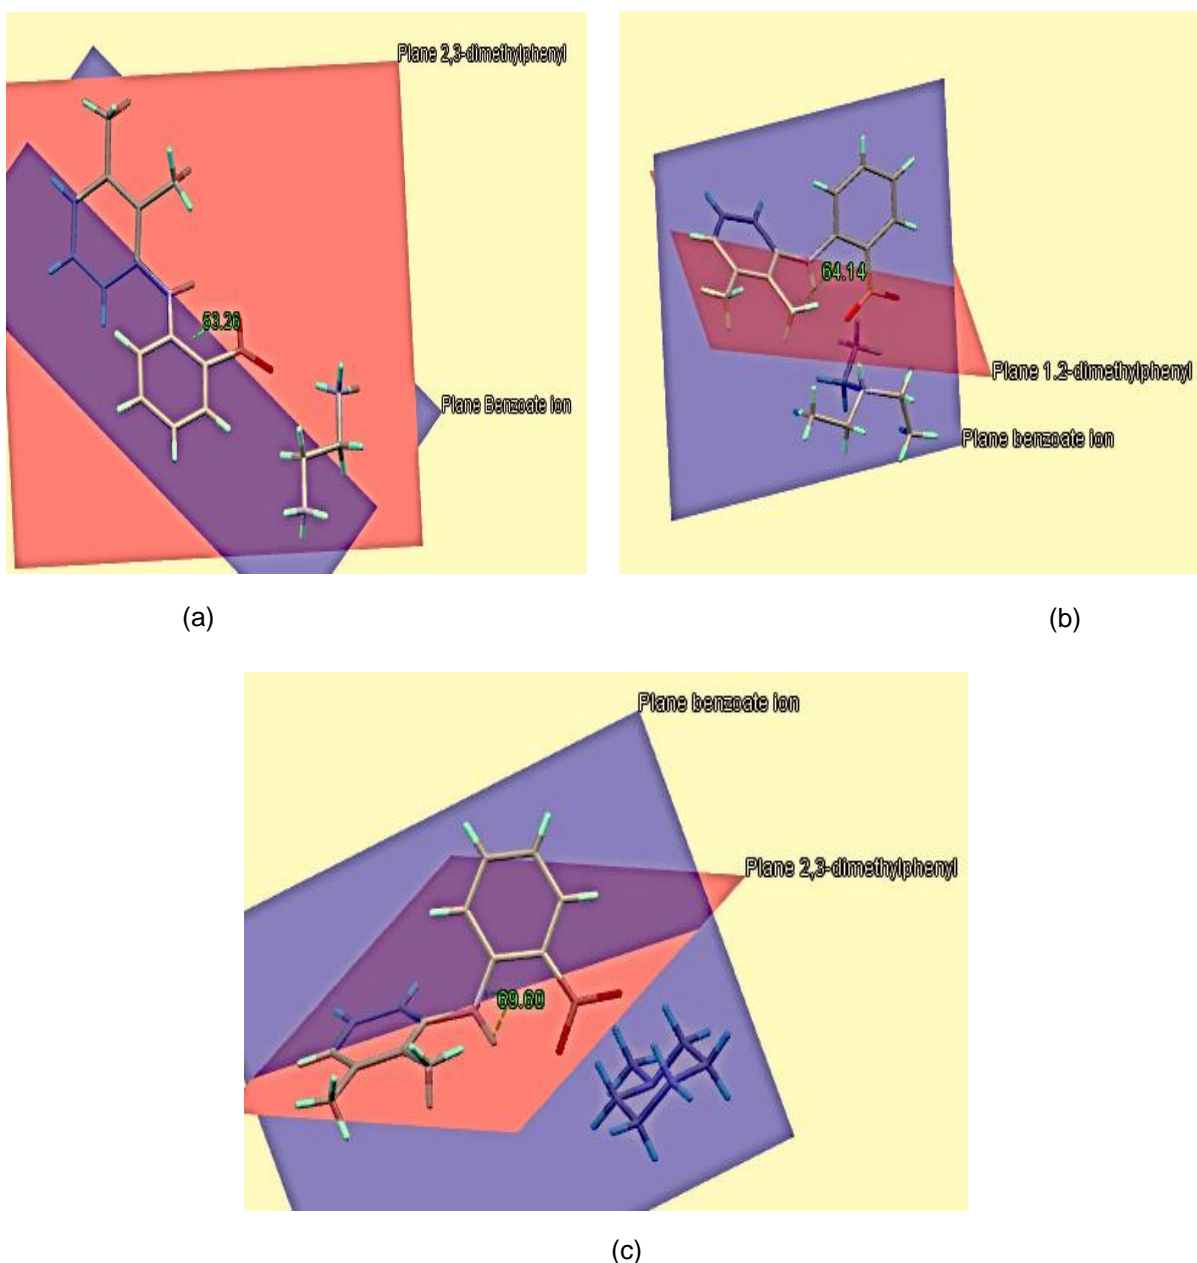 Plane 2,3-dimethylphenyl
53.26
Plane Benzoate ion
(a)
64.14
Plane 1.2-dimethylphenyl
Plane benzoate ion
(b)
Plane benzoate ion
Plane 2,3-dimethylphenyl
69.60
(c)